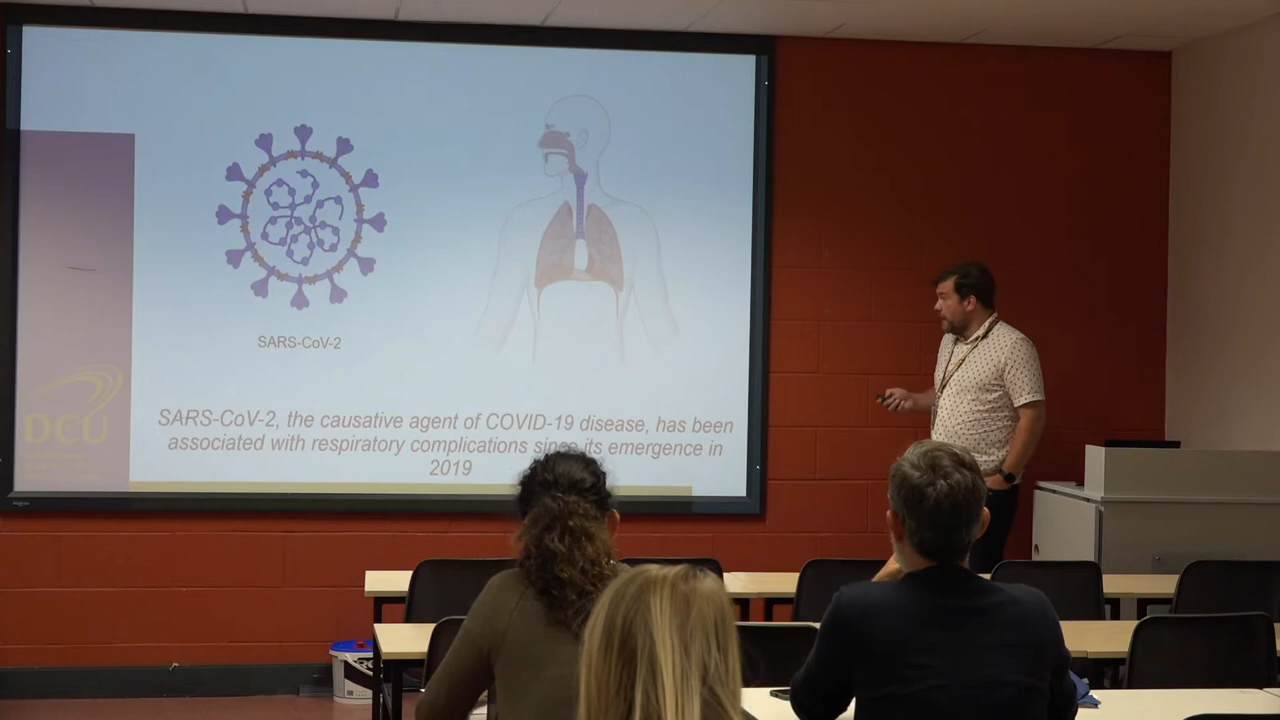 SARS-CoV-2
SARS-CoV-2, the causative agent of COVID-19 disease, has been
associated with respiratory complications since its emergence in
2019
DCU